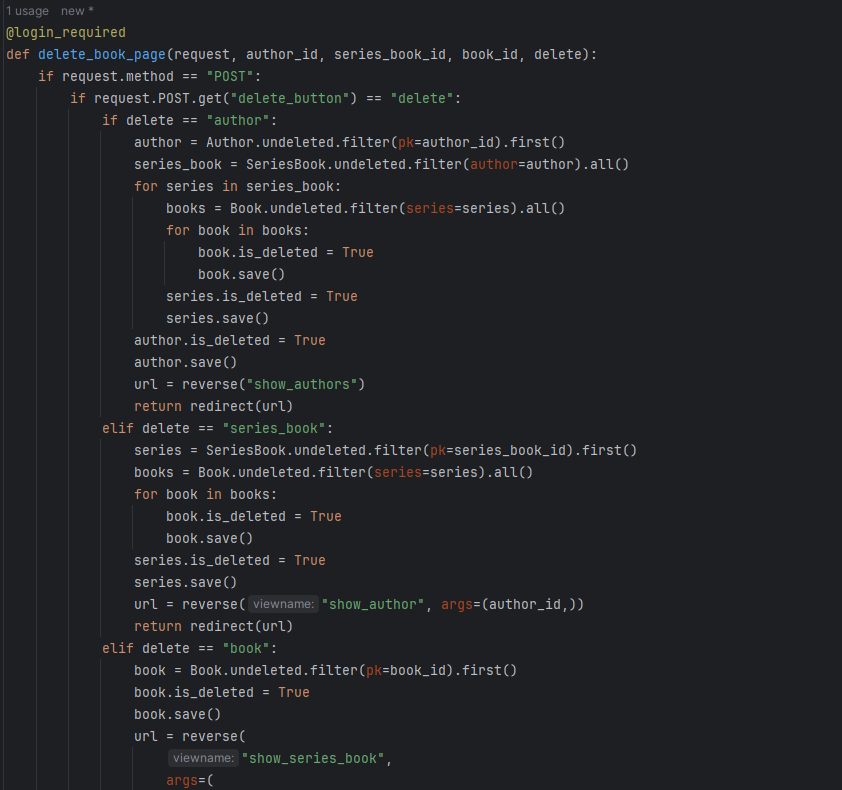 1 usage   new *
@login_required
def delete_book_page(request, author_id, series_book_id, book_id, delete):
    if request.method == "POST":
        if request.POST.get("delete_button") == "delete":
            if delete == "author":
                author = Author.undeleted.filter(pk=author_id).first()
                series_book = SeriesBook.undeleted.filter(author=author).all()
                for series in series_book:
                    books = Book.undeleted.filter(series=series).all()
                    for book in books:
                        book.is_deleted = True
                        book.save()
                    series.is_deleted = True
                    series.save()
                author.is_deleted = True
                author.save()
                url = reverse("show_authors")
                return redirect(url)
            elif delete == "series_book":
                series = SeriesBook.undeleted.filter(pk=series_book_id).first()
                books = Book.undeleted.filter(series=series).all()
                for book in books:
                    book.is_deleted = True
                    book.save()
                series.is_deleted = True
                series.save()
                url = reverse( viewname: "show_author", args=(author_id,))
                return redirect(url)
            elif delete == "book":
                book = Book.undeleted.filter(pk=book_id).first()
                book.is_deleted = True
                book.save()
                url = reverse(
                    viewname: "show_series_book",
                    args=(